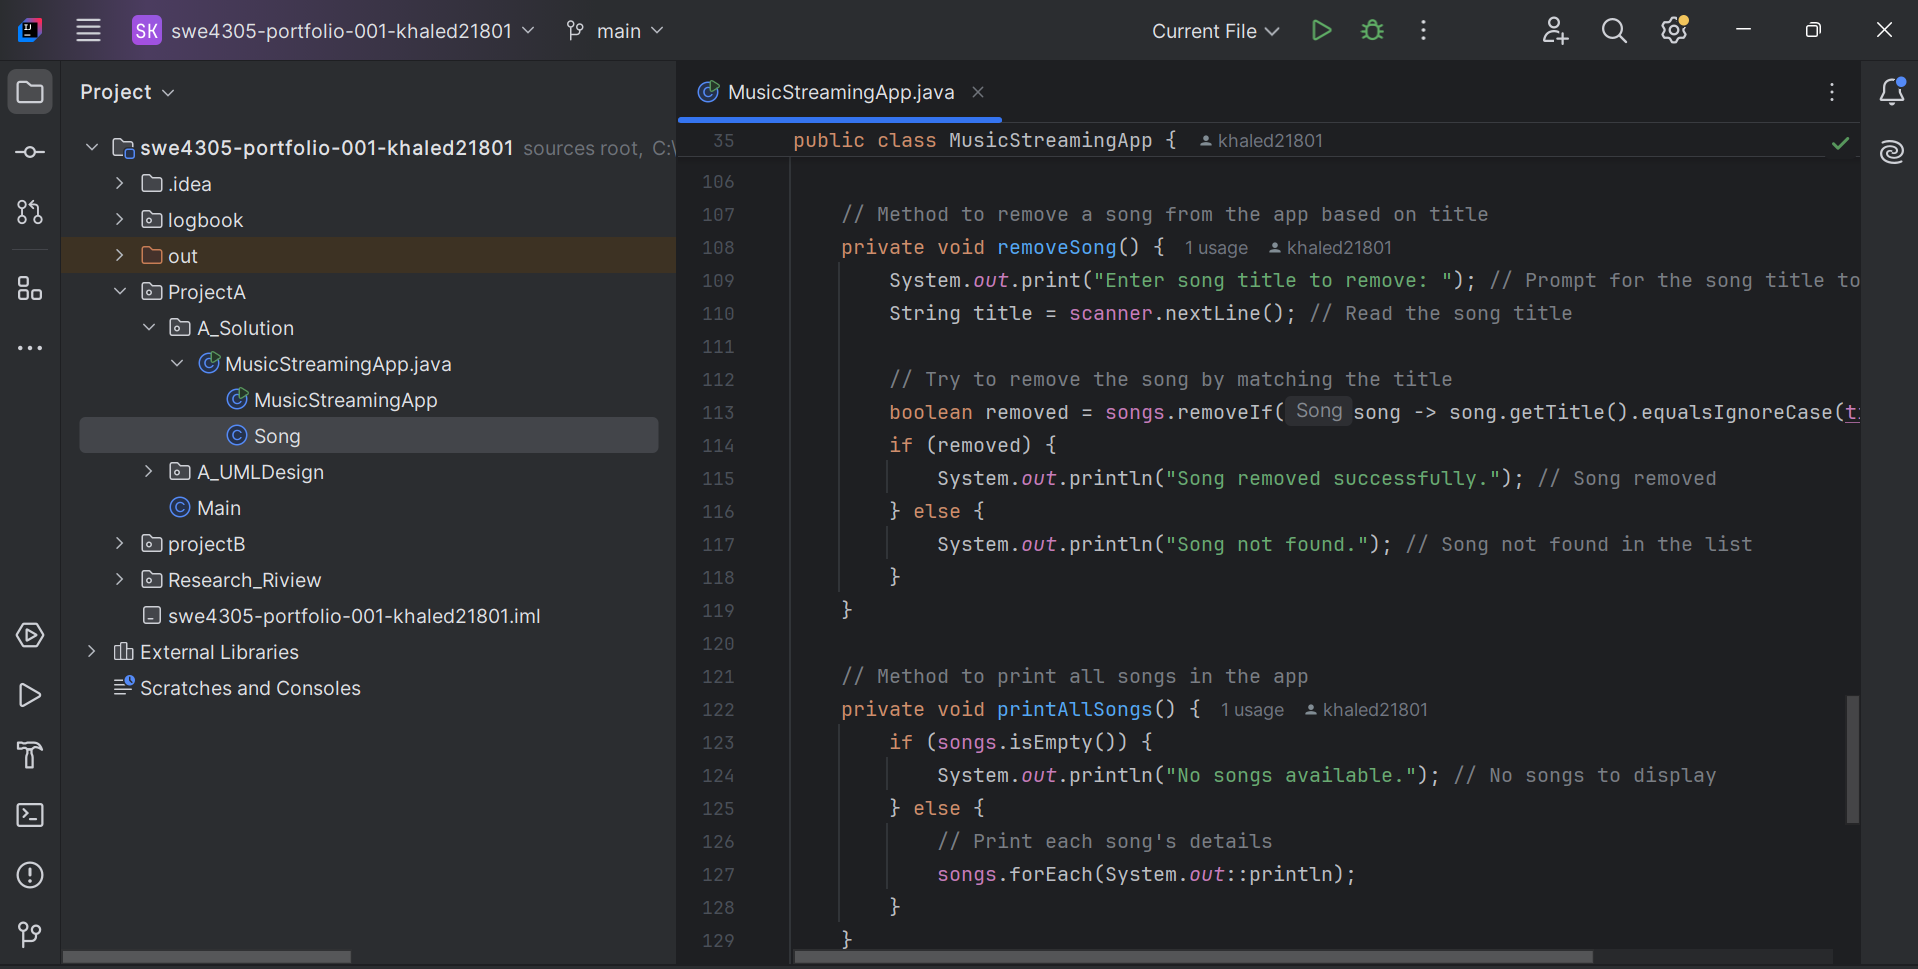 SK swe4305-portfolio-001-khaled21801 main Current File
Project
swe4305-portfolio-001-khaled21801 sources root, C:\
.idea
logbook
out
ProjectA
A_Solution
MusicStreamingApp.java
MusicStreamingApp
Song
A_UMLDesign
Main
projectB
Research_Riview
swe4305-portfolio-001-khaled21801.iml
External Libraries
Scratches and Consoles
MusicStreamingApp.java
35 public class MusicStreamingApp { khaled21801
106
107 // Method to remove a song from the app based on title
108 private void removeSong() { 1 usage khaled21801
109 System.out.print("Enter song title to remove: "); // Prompt for the song title to
110 String title = scanner.nextLine(); // Read the song title
111
112 // Try to remove the song by matching the title
113 boolean removed = songs.removeIf( Song song -> song.getTitle().equalsIgnoreCase(t
114 if (removed) {
115 System.out.println("Song removed successfully."); // Song removed
116 } else {
117 System.out.println("Song not found."); // Song not found in the list
118 }
119 }
120
121 // Method to print all songs in the app
122 private void printAllSongs() { 1 usage khaled21801
123 if (songs.isEmpty()) {
124 System.out.println("No songs available."); // No songs to display
125 } else {
126 // Print each song's details
127 songs.forEach(System.out::println);
128 }
129 }